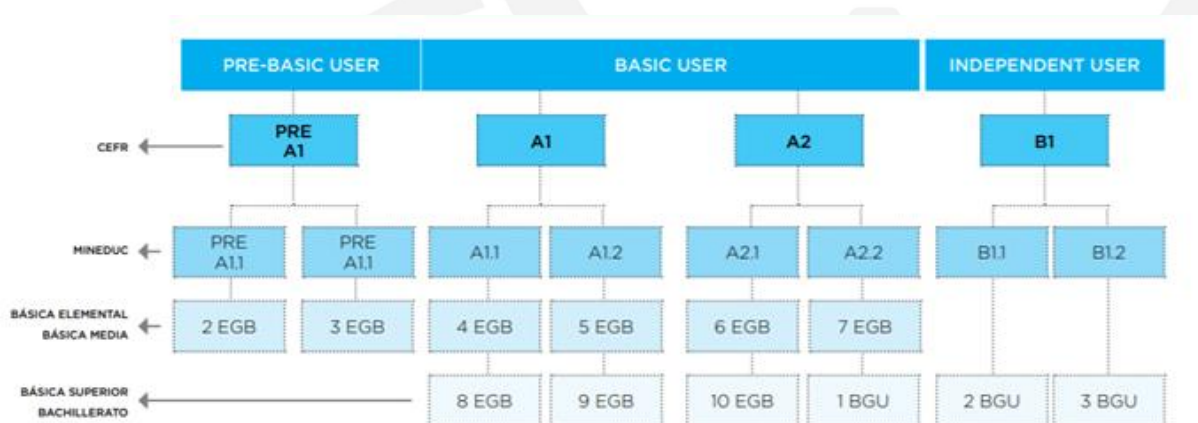 PRE-BASIC USER BASIC USER INDEPENDENT USER
CEFR PRE A1 A1 A2 B1
MINEDUC PRE A1.1 PRE A1.1 A1.1 A1.2 A2.1 A2.2 B1.1 B1.2
BÁSICA ELEMENTAL
BÁSICA MEDIA
2 EGB 3 EGB 4 EGB 5 EGB 6 EGB 7 EGB
BÁSICA SUPERIOR
BACHILLERATO
8 EGB 9 EGB 10 EGB 1 BGU 2 BGU 3 BGU